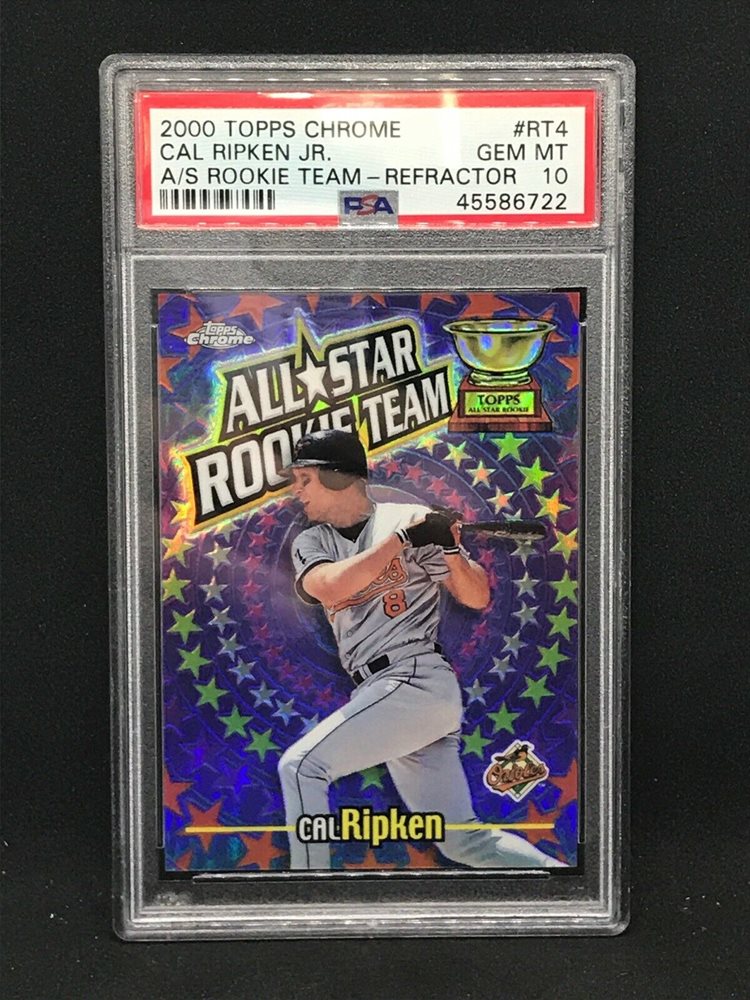 2000 TOPPS CHROME #RT4
CAL RIPKEN JR. GEM MT
A/S ROOKIE TEAM – REFRACTOR 10
PSA 45586722
Topps
Chrome
ALL★STAR
ROOKIE TEAM
TOPPS
ALL STAR ROOKIE
8
Orioles
CAL Ripken